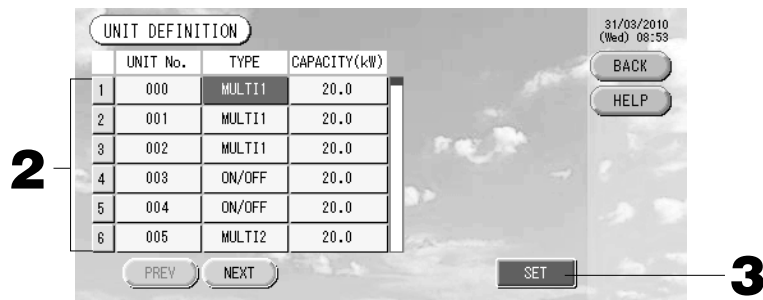 UNIT DEFINITION
31/03/2010
(Wed) 08:53
BACK
HELP
UNIT No. TYPE CAPACITY(kW)
1 000 MULTI1 20.0
2 001 MULTI1 20.0
3 002 MULTI1 20.0
4 003 ON/OFF 20.0
5 004 ON/OFF 20.0
6 005 MULTI2 20.0
2
PREV NEXT SET
3